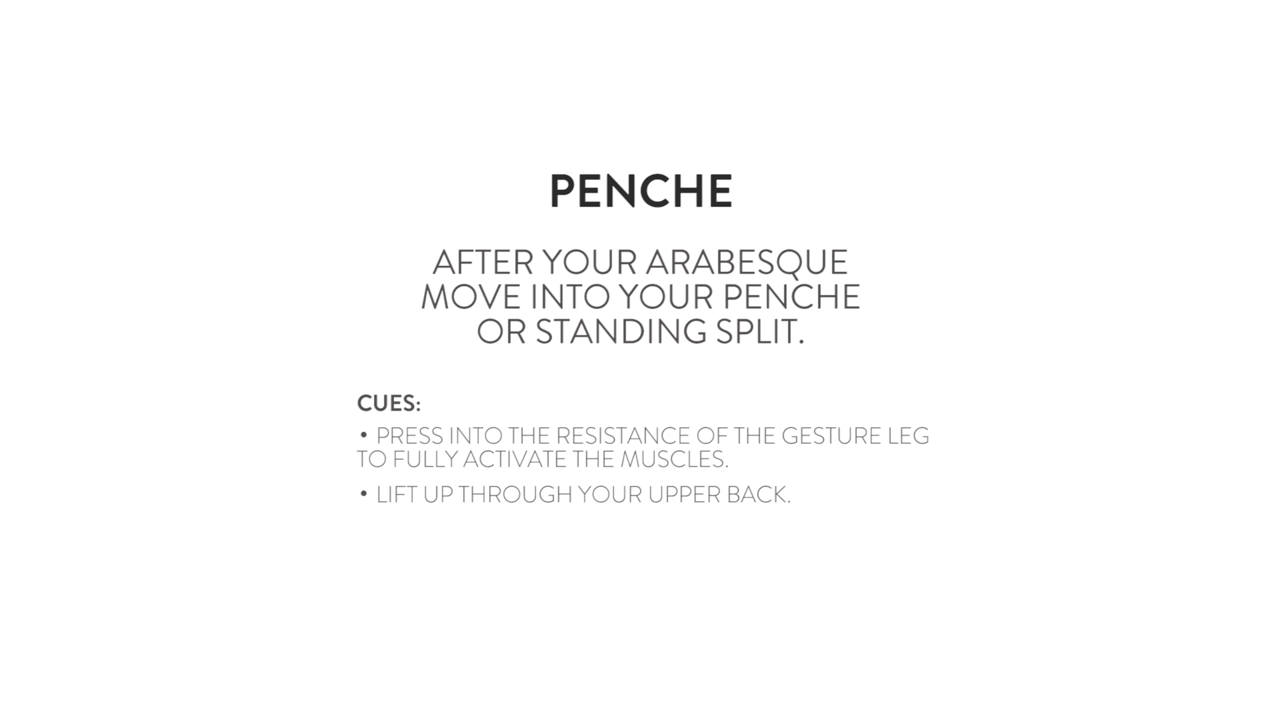 PENCHE
AFTER YOUR ARABESQUE
MOVE INTO YOUR PENCHE
OR STANDING SPLIT.
CUES:
• PRESS INTO THE RESISTANCE OF THE GESTURE LEG
TO FULLY ACTIVATE THE MUSCLES.
• LIFT UP THROUGH YOUR UPPER BACK.